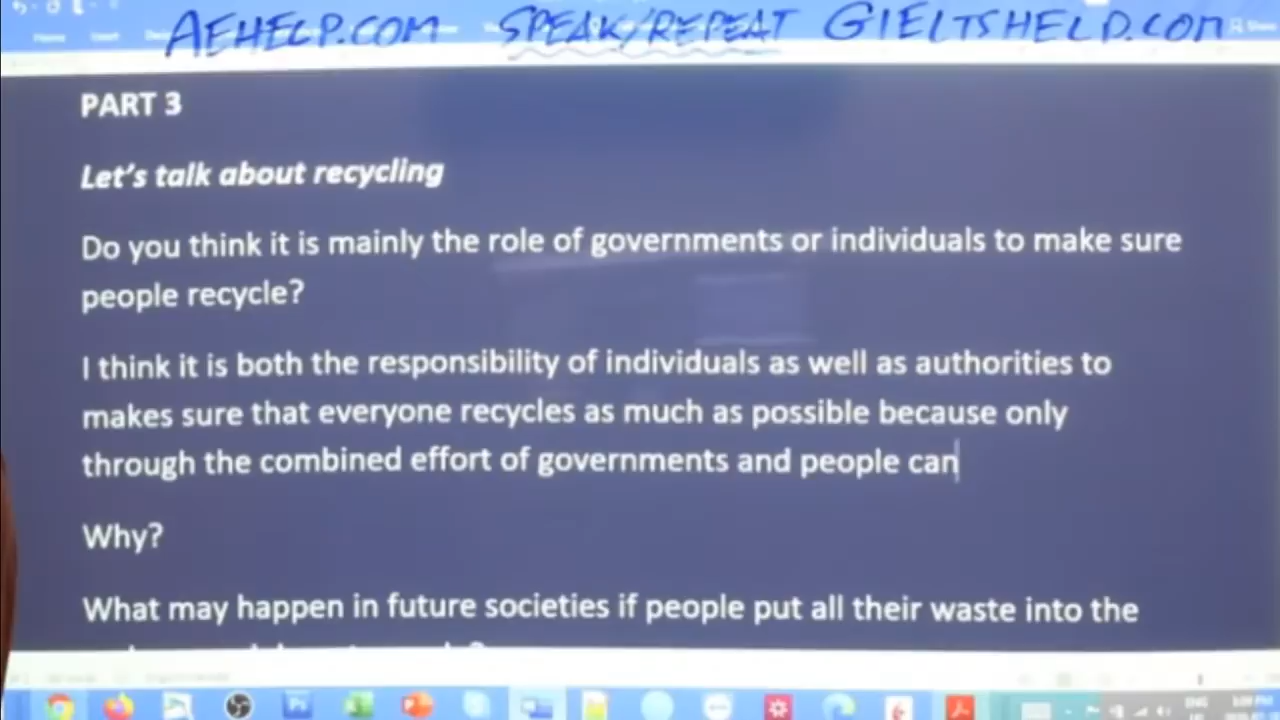 AEHELP.COM SPEAK/REPEAT GIELTSHELP.COM
PART 3
Let's talk about recycling
Do you think it is mainly the role of governments or individuals to make sure
people recycle?
I think it is both the responsibility of individuals as well as authorities to
makes sure that everyone recycles as much as possible because only
through the combined effort of governments and people can
Why?
What may happen in future societies if people put all their waste into the